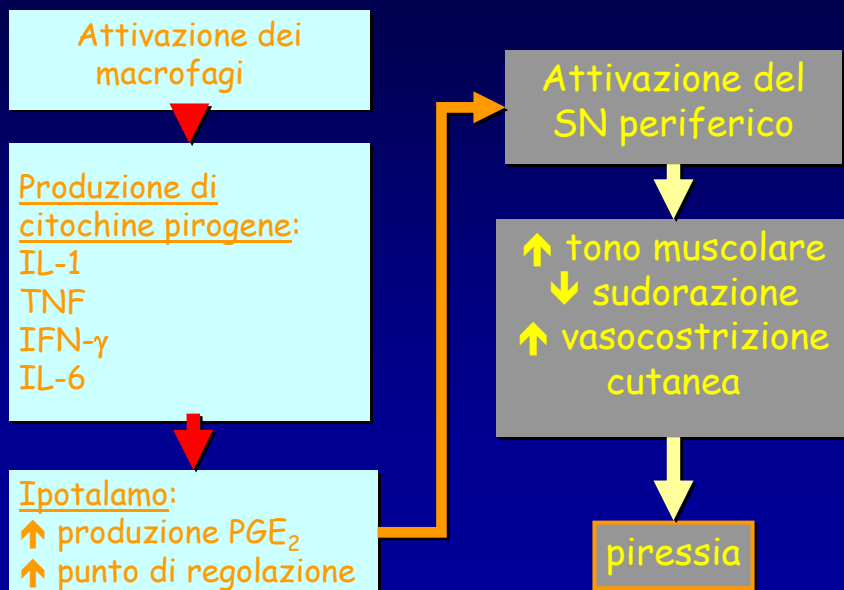 Attivazione dei
macrofagi
Produzione di
citochine pirogene:
IL-1
TNF
IFN-γ
IL-6
Ipotalamo:
🡹 produzione PGE₂
🡹 punto di regolazione
Attivazione del
SN periferico
🡹 tono muscolare
🡻 sudorazione
🡹 vasocostrizione
cutanea
piressia